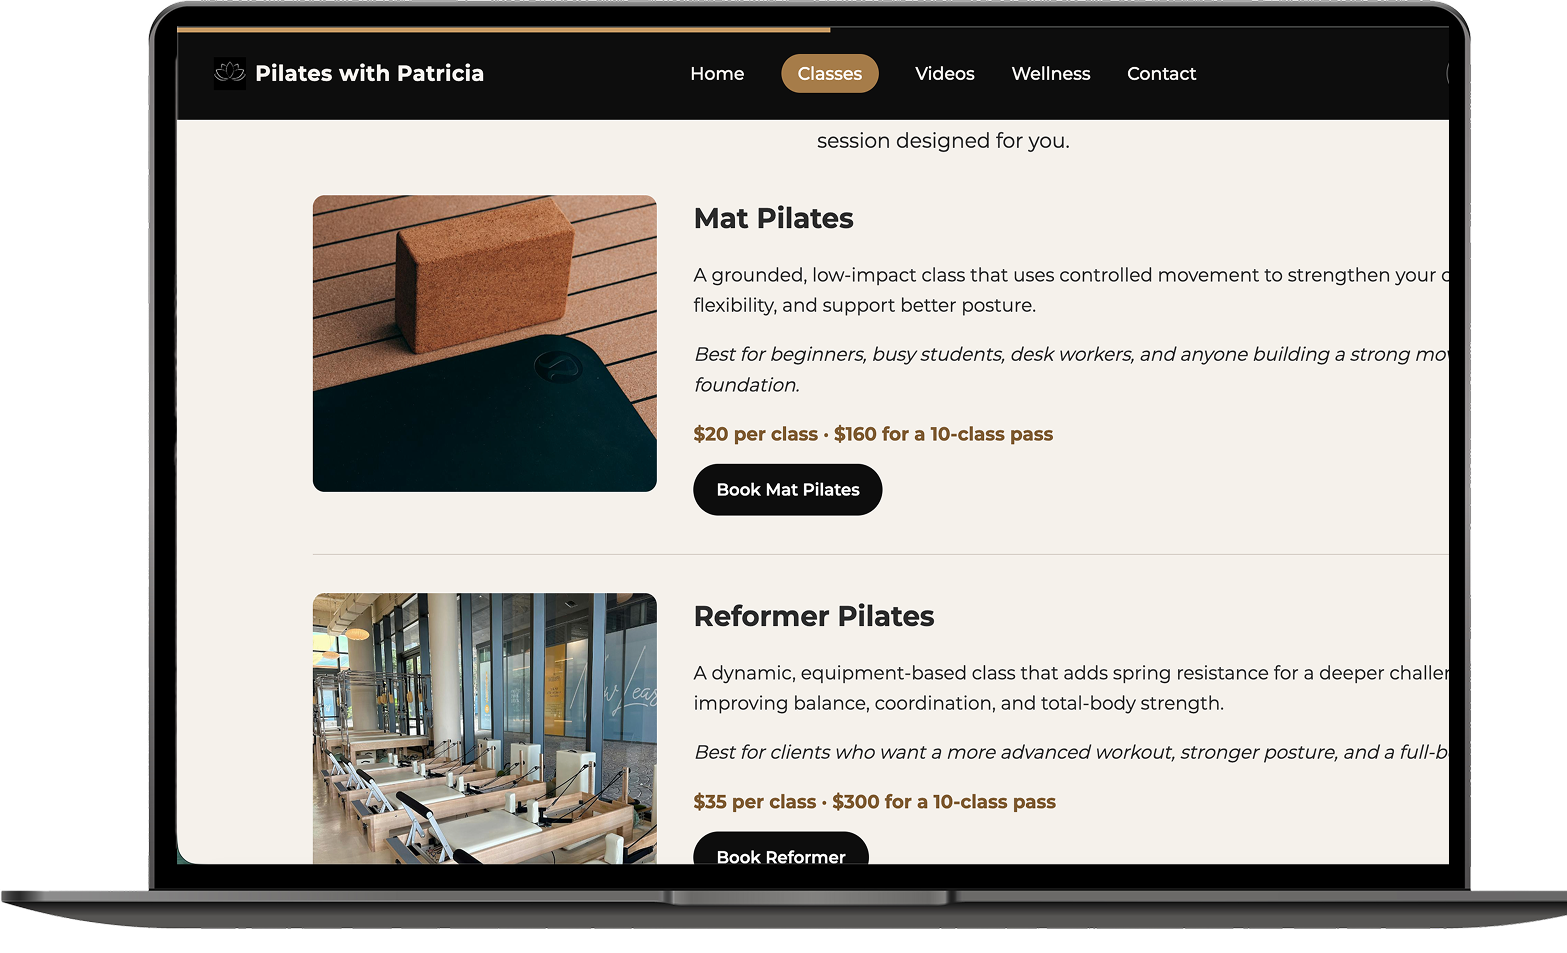 Pilates with Patricia
Home
Classes
Videos
Wellness
Contact
session designed for you.
Mat Pilates
A grounded, low-impact class that uses controlled movement to strengthen your
flexibility, and support better posture.
Best for beginners, busy students, desk workers, and anyone building a strong
foundation.
$20 per class · $160 for a 10-class pass
Book Mat Pilates
Reformer Pilates
A dynamic, equipment-based class that adds spring resistance for a deeper
improving balance, coordination, and total-body strength.
Best for clients who want a more advanced workout, stronger posture, and a
$35 per class · $300 for a 10-class pass
Book Reformer